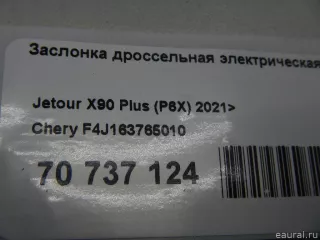 Заслонка дроссельная электрическая
Jetour X90 Plus (P6X) 2021>
Chery F4J163765010
70 737 124
eaural.ru